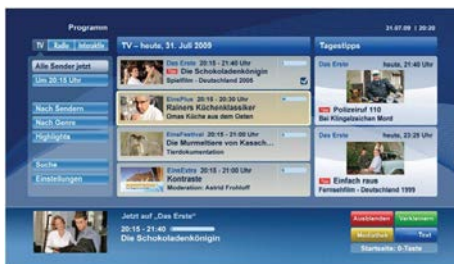 Programm
31.07.09 | 20:20
TV Radio Interaktiv
Alle Sender jetzt
Um 20:15 Uhr
Nach Sendern
Nach Genre
Highlights
Suche
Einstellungen
TV – heute, 31. Juli 2009
Das Erste 20:15 - 21:40 Uhr
Die Schokoladenkönigin
Spielfilm - Deutschland 2005
EinsPlus 20:15 - 20:30 Uhr
Rainers Küchenklassiker
Omas Küche aus dem Osten
EinsFestival 20:15 - 21:00 Uhr
Die Murmeltiere von Kasach...
Tierdokumentation
EinsExtra 20:15 - 21:00 Uhr
Kontraste
Moderation: Astrid Frohloff
Tagestipps
Das Erste heute, 21:40 Uhr
Polizeiruf 110
Bei Klingelzeichen Mord
Das Erste heute, 23:25 Uhr
Einfach raus
Fernsehfilm - Deutschland 1999
Jetzt auf „Das Erste“
20:15 - 21:40
Die Schokoladenkönigin
Ausblenden Verkleinern
Mediathek Text
Startseite: 0-Taste